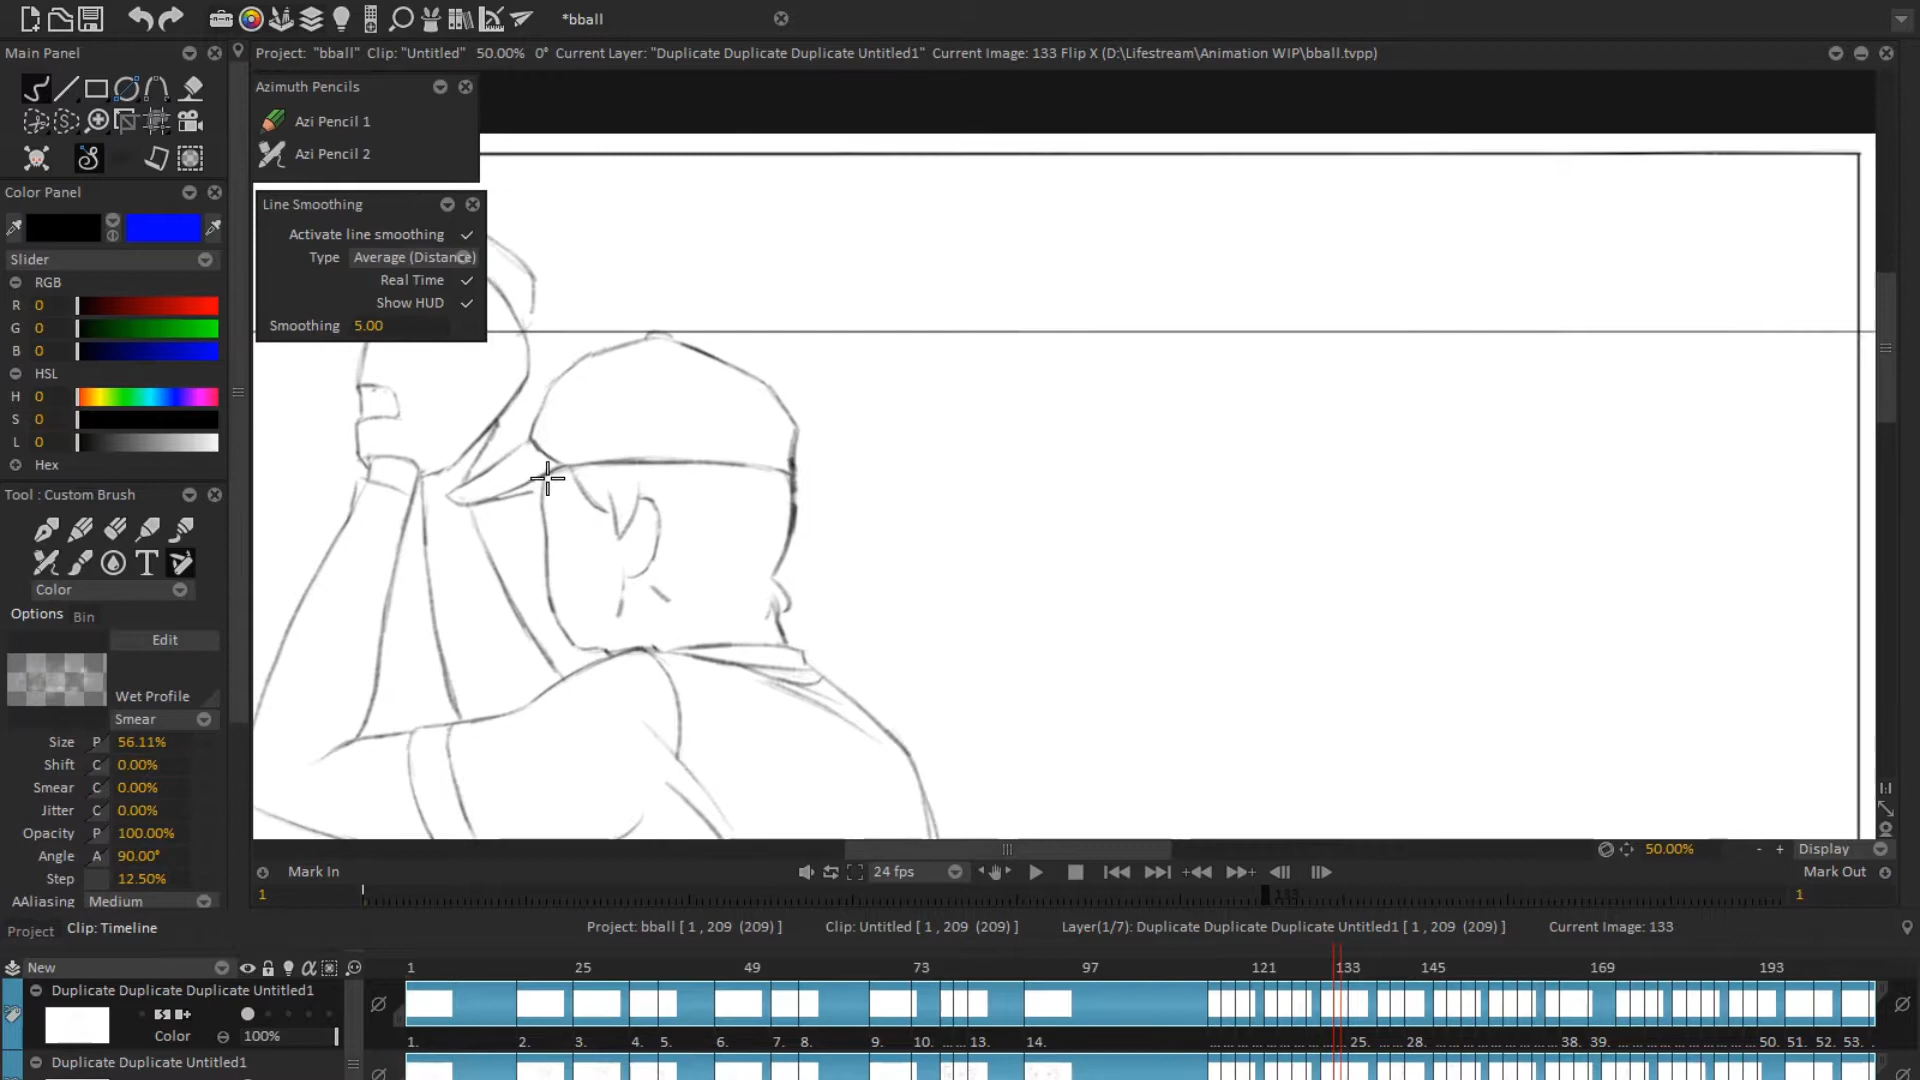 *bball
Main Panel
Project: "bball" Clip: "Untitled" 50.00% 0° Current Layer: "Duplicate Duplicate Duplicate Untitled1" Current Image: 133 Flip X (D:\Lifestream\Animation WIP\bball.tvpp)
Azimuth Pencils
Azi Pencil 1
Azi Pencil 2
Color Panel
Line Smoothing
Activate line smoothing
Type Average (Distance)
Real Time
Show HUD
Smoothing 5.00
Slider
RGB
R 0
G 0
B 0
HSL
H 0
S 0
L 0
Hex
Tool : Custom Brush
Color
Options Bin
Edit
Wet Profile
Smear
Size P 56.11%
Shift C 0.00%
Smear C 0.00%
Jitter C 0.00%
Opacity P 100.00%
Angle A 90.00°
Step 12.50%
AAliasing Medium
1:1
50.00% - + Display
Mark In 24 fps Mark Out
1 133 1
Project Clip: Timeline Project: bball [ 1 , 209 (209) ] Clip: Untitled [ 1 , 209 (209) ] Layer(1/7): Duplicate Duplicate Duplicate Untitled1 [ 1 , 209 (209) ] Current Image: 133
New 1 25 49 73 97 121 133 145 169 193
Duplicate Duplicate Duplicate Untitled1
Color 100%
1. 2. 3. 4. 5. 6. 7. 8. 9. 10. ... ... 13. 14. ... ... ... ... ... ... ... ... 25. ... ... 28. ... ... ... ... ... ... 38. 39. ... ... ... ... ... ... ... 50. 51. 52. 53.
Duplicate Duplicate Untitled1